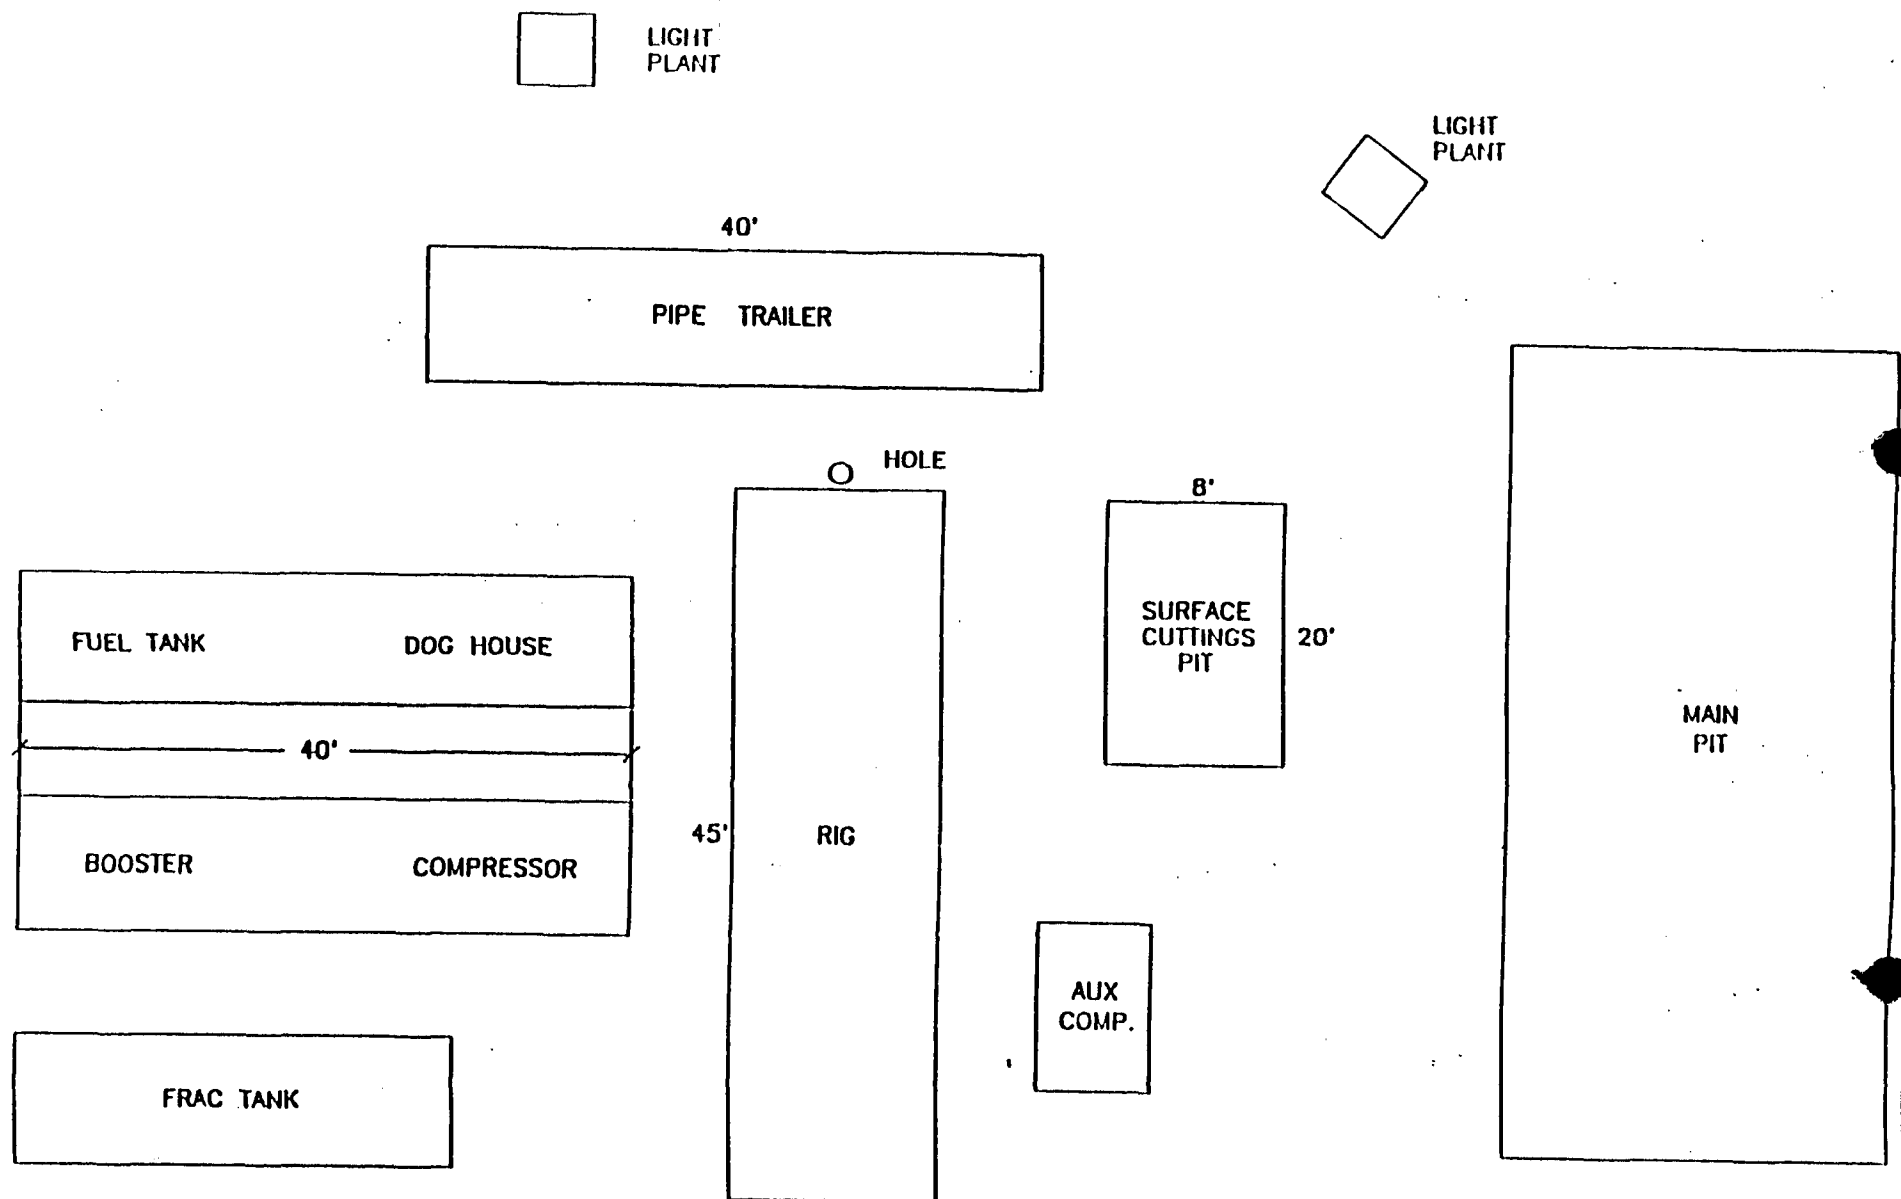 LIGHT
PLANT
LIGHT
PLANT
40'
PIPE TRAILER
HOLE
8'
SURFACE
CUTTINGS
PIT
20'
FUEL TANK DOG HOUSE
40'
BOOSTER COMPRESSOR
45'
RIG
MAIN
PIT
AUX
COMP.
FRAC TANK